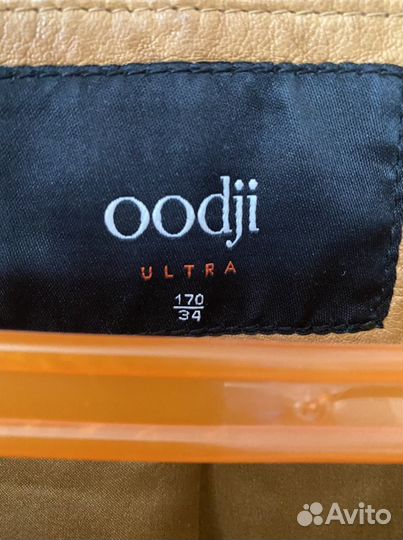 oodji
ULTRA
170
34
Avito